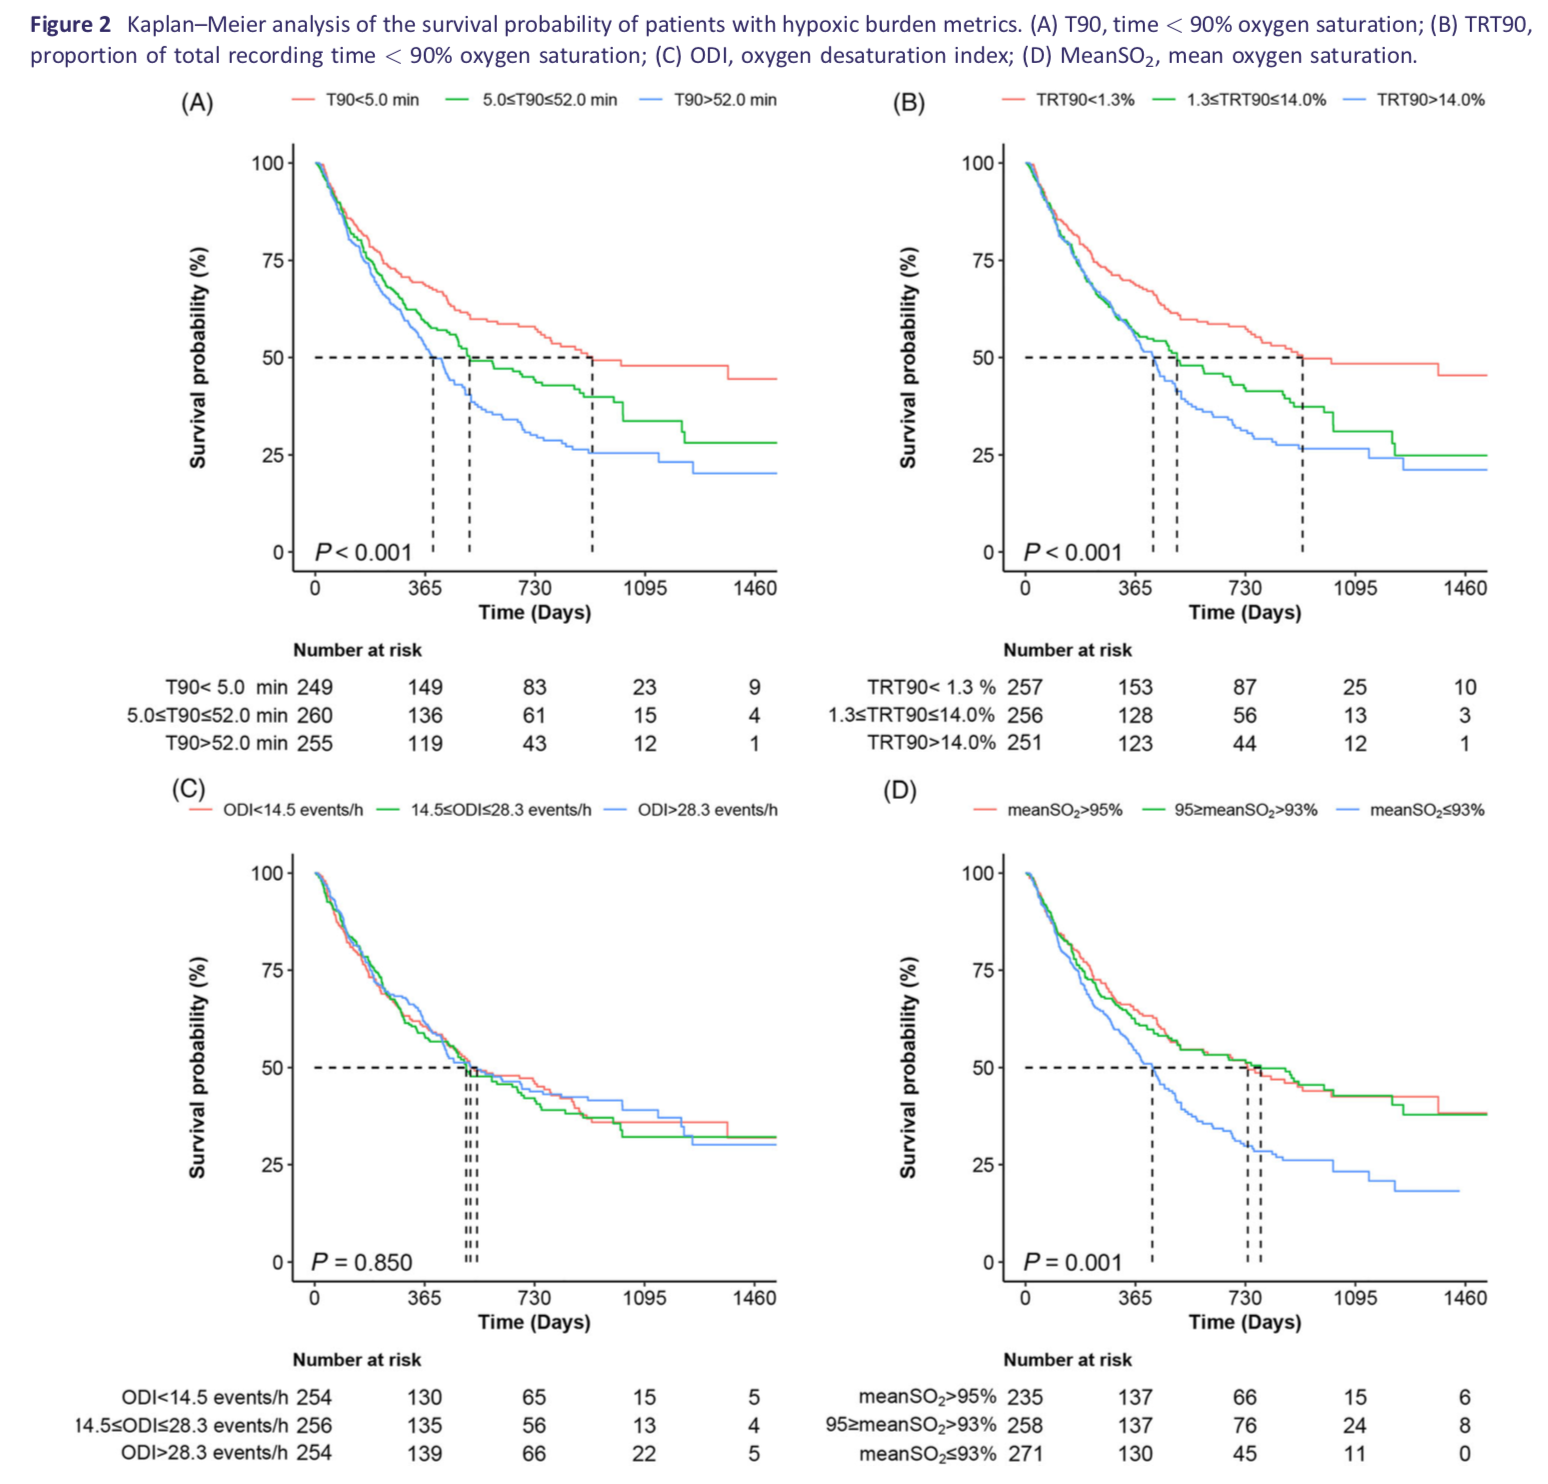 Figure 2 Kaplan–Meier analysis of the survival probability of patients with hypoxic burden metrics. (A) T90, time < 90% oxygen saturation; (B) TRT90,
proportion of total recording time < 90% oxygen saturation; (C) ODI, oxygen desaturation index; (D) MeanSO₂, mean oxygen saturation.
(A)
T90<5.0 min 5.0≤T90≤52.0 min T90>52.0 min
Survival probability (%)
100
75
50
25
0
P < 0.001
0 365 730 1095 1460
Time (Days)
Number at risk
T90< 5.0 min 249 149 83 23 9
5.0≤T90≤52.0 min 260 136 61 15 4
T90>52.0 min 255 119 43 12 1
(B)
TRT90<1.3% 1.3≤TRT90≤14.0% TRT90>14.0%
Survival probability (%)
100
75
50
25
0
P < 0.001
0 365 730 1095 1460
Time (Days)
Number at risk
TRT90< 1.3 % 257 153 87 25 10
1.3≤TRT90≤14.0% 256 128 56 13 3
TRT90>14.0% 251 123 44 12 1
(C)
ODI<14.5 events/h 14.5≤ODI≤28.3 events/h ODI>28.3 events/h
Survival probability (%)
100
75
50
25
0
P = 0.850
0 365 730 1095 1460
Time (Days)
Number at risk
ODI<14.5 events/h 254 130 65 15 5
14.5≤ODI≤28.3 events/h 256 135 56 13 4
ODI>28.3 events/h 254 139 66 22 5
(D)
meanSO₂>95% 95≥meanSO₂>93% meanSO₂≤93%
Survival probability (%)
100
75
50
25
0
P = 0.001
0 365 730 1095 1460
Time (Days)
Number at risk
meanSO₂>95% 235 137 66 15 6
95≥meanSO₂>93% 258 137 76 24 8
meanSO₂≤93% 271 130 45 11 0